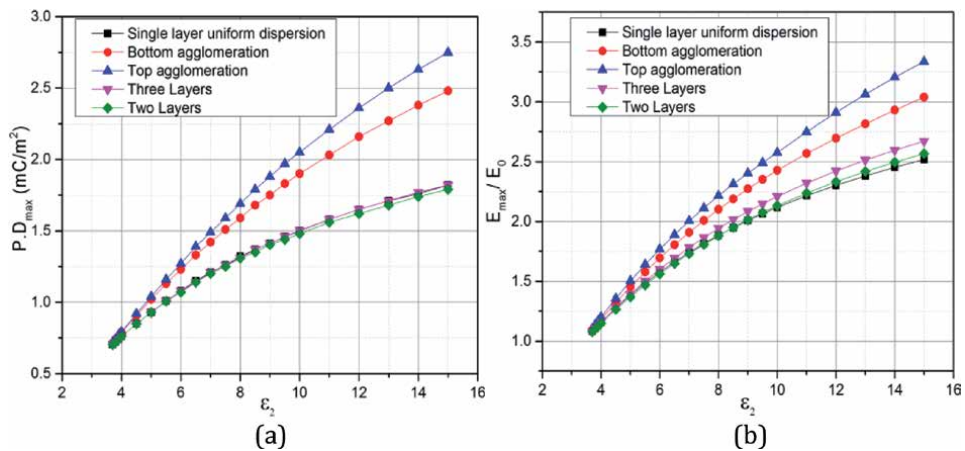 3.0
2.5
2.0
1.5
1.0
0.5
P.D_max (mC/m²)
Single layer uniform dispersion
Bottom agglomeration
Top agglomeration
Three Layers
Two Layers
2 4 6 8 10 12 14 16
ε₂
(a)
3.5
3.0
2.5
2.0
1.5
1.0
E_max/ E_0
Single layer uniform dispersion
Bottom agglomeration
Top agglomeration
Three Layers
Two Layers
2 4 6 8 10 12 14 16
ε₂
(b)